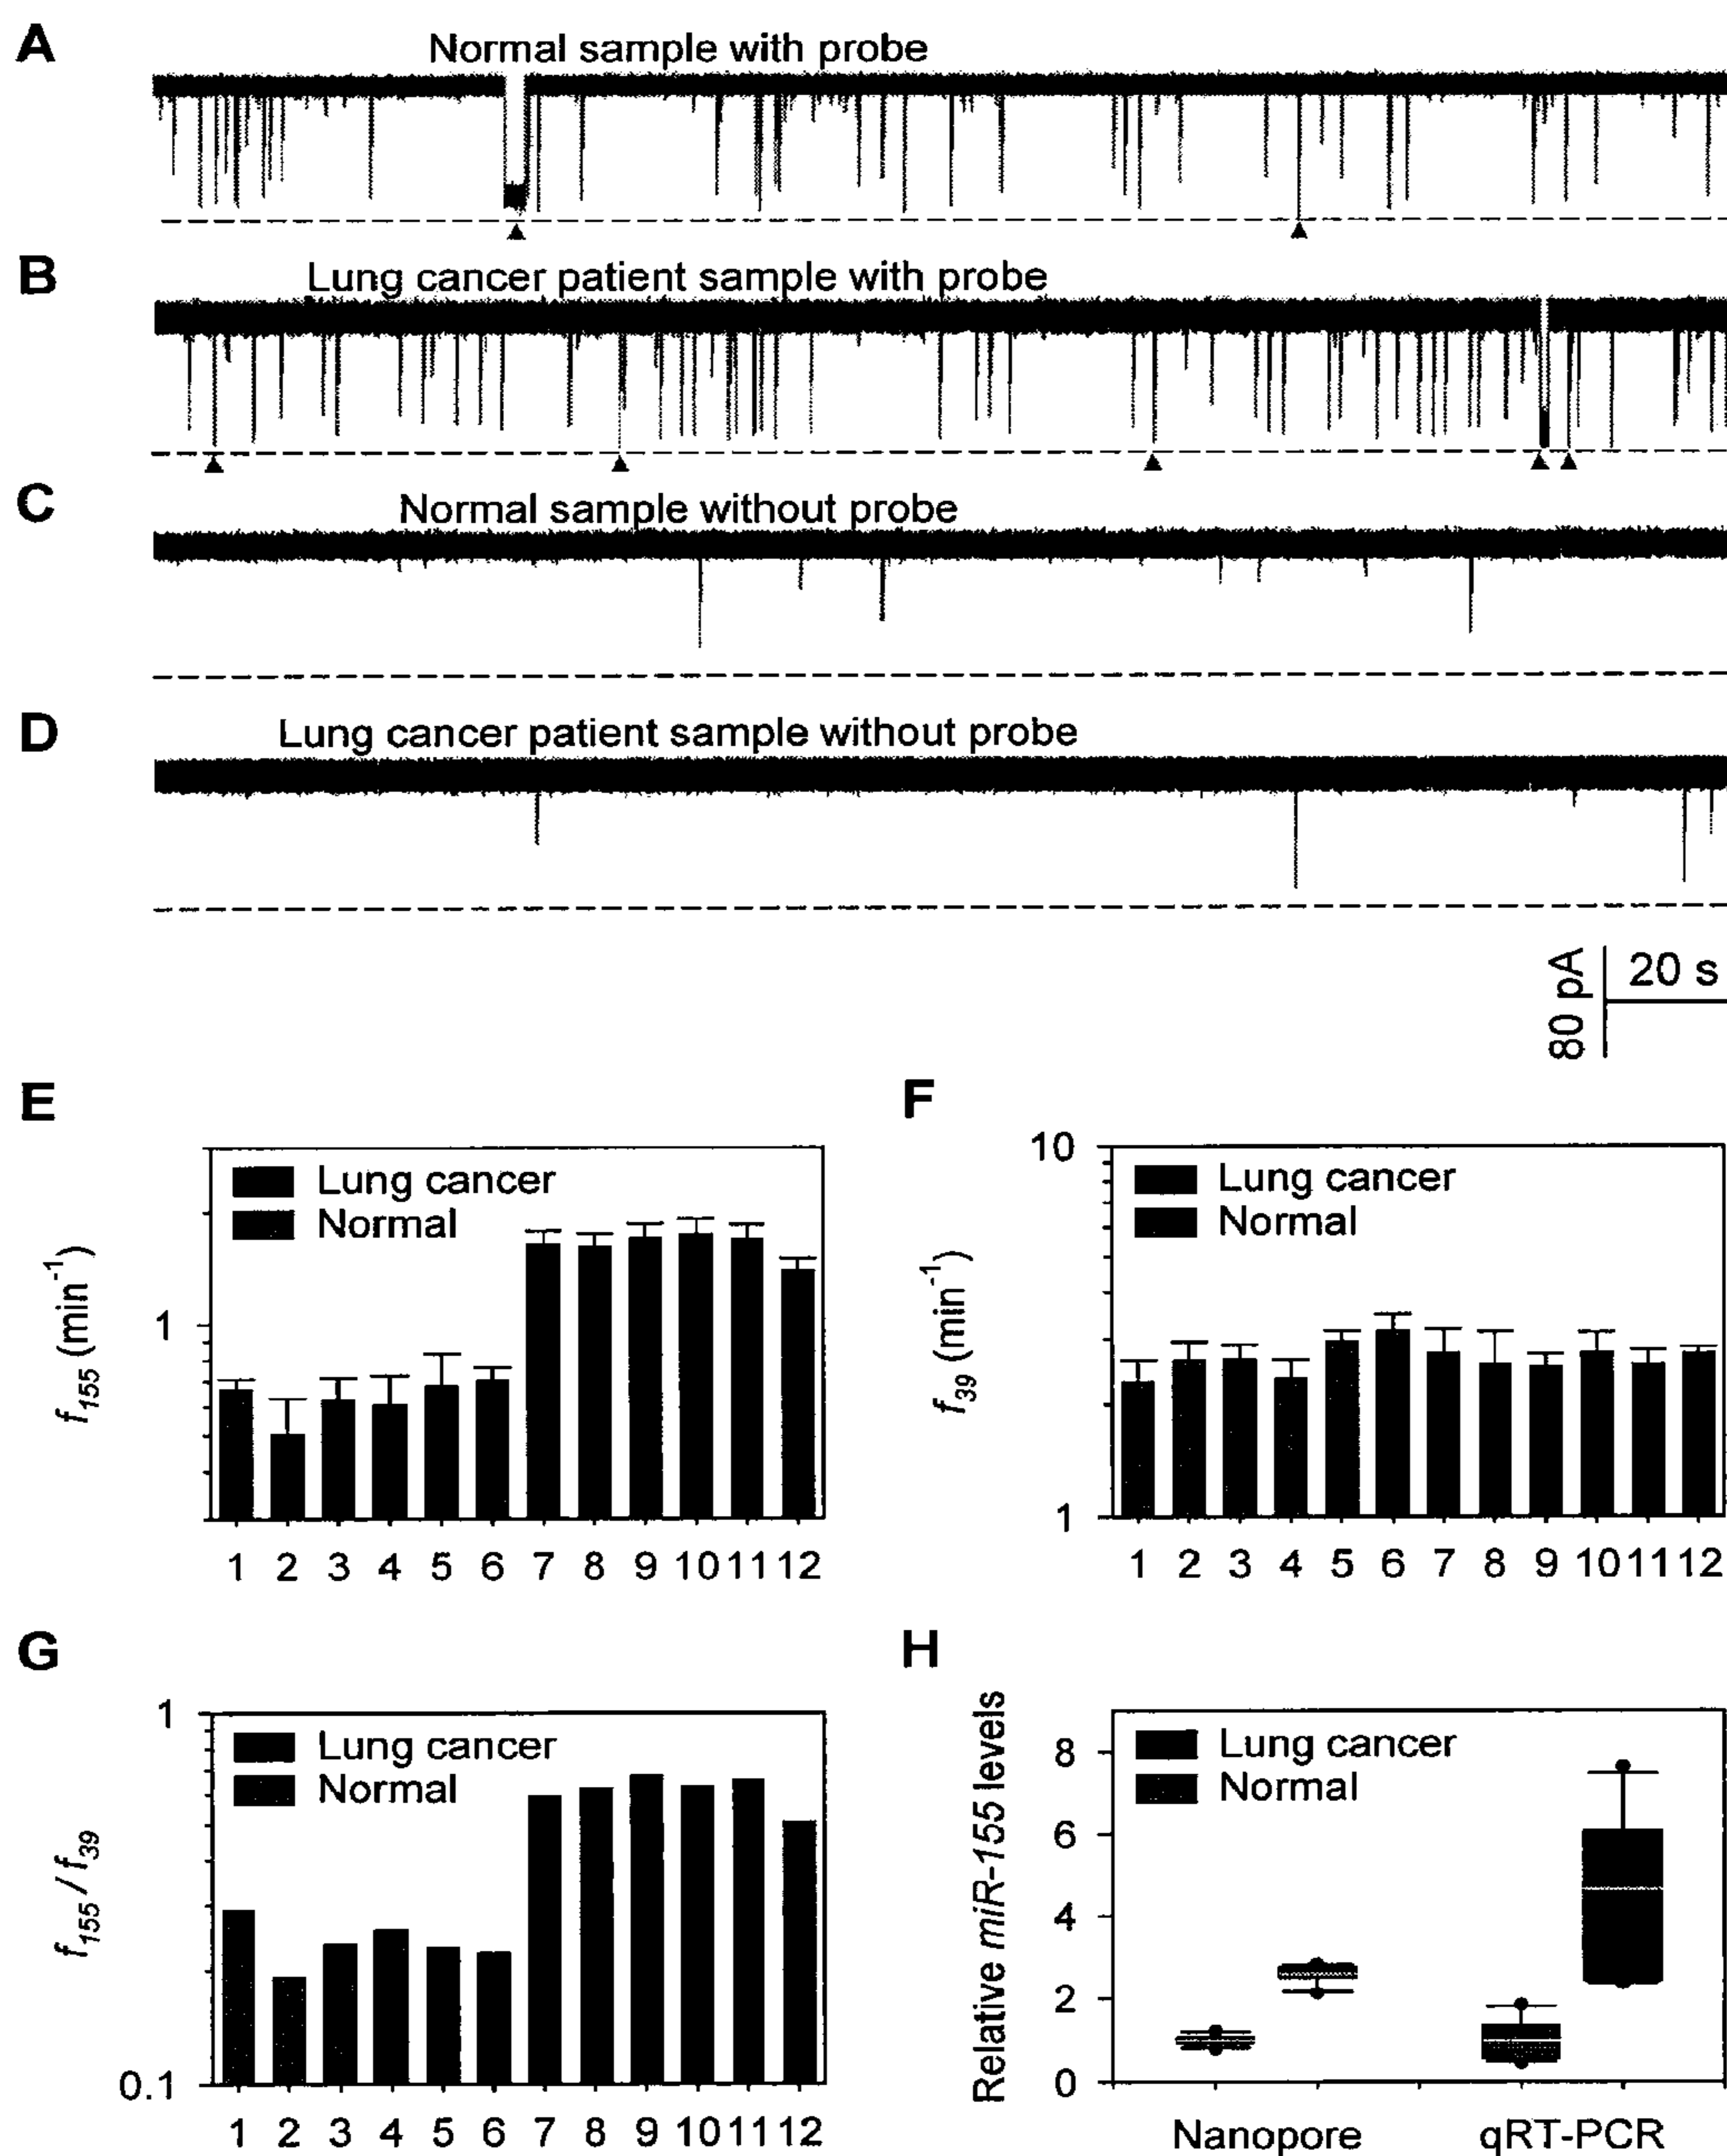 A
Normal sample with probe
B
Lung cancer patient sample with probe
C
Normal sample without probe
D
Lung cancer patient sample without probe
80 pA
20 s
E
Lung cancer
Normal
1
f155 (min-1)
1 2 3 4 5 6 7 8 9 10 11 12
F
10
Lung cancer
Normal
1
f39 (min-1)
1 2 3 4 5 6 7 8 9 10 11 12
G
1
Lung cancer
Normal
0.1
f155 / f39
1 2 3 4 5 6 7 8 9 10 11 12
H
Relative miR-155 levels
Lung cancer
Normal
8
6
4
2
0
Nanopore qRT-PCR